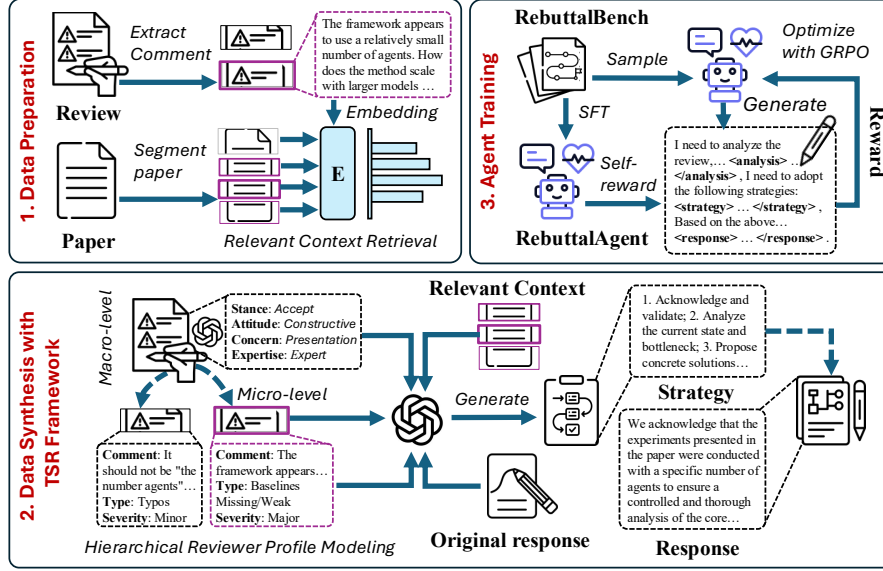 1. Data Preparation
Extract
Comment
Review
The framework appears
to use a relatively small
number of agents. How
does the method scale
with larger models …
Embedding
Segment
paper
E
Paper
Relevant Context Retrieval
3. Agent Training
RebuttalBench
Sample
Optimize
with GRPO
SFT
Generate
Reward
Self-
reward
RebuttalAgent
I need to analyze the
review,… <analysis> …
</analysis> , I need to adopt
the following strategies:
<strategy> … </strategy> ,
Based on the above…
<response> … </response> .
2. Data Synthesis with
TSR Framework
Macro-level
Stance: Accept
Attitude: Constructive
Concern: Presentation
Expertise: Expert
Micro-level
Comment: It
should not be "the
number agents"…
Type: Typos
Severity: Minor
Comment: The
framework appears…
Type: Baselines
Missing/Weak
Severity: Major
Hierarchical Reviewer Profile Modeling
Relevant Context
Generate
Original response
1. Acknowledge and
validate; 2. Analyze
the current state and
bottleneck; 3. Propose
concrete solutions…
Strategy
We acknowledge that the
experiments presented in
the paper were conducted
with a specific number of
agents to ensure a
controlled and thorough
analysis of the core…
Response